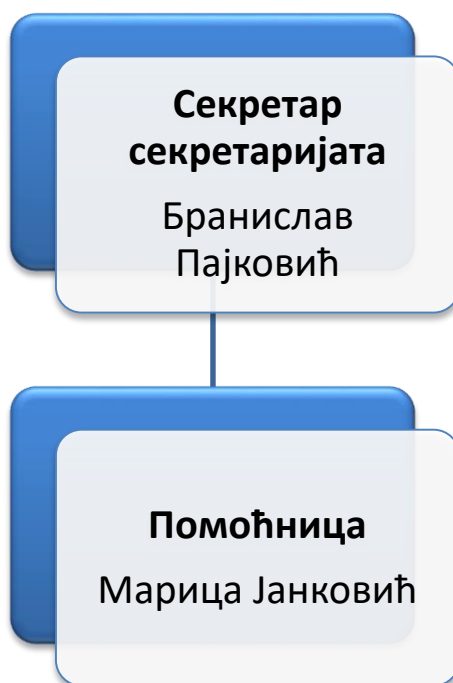 Секретар
секретаријата
Бранислав
Пајковић
Помоћница
Марица Јанковић